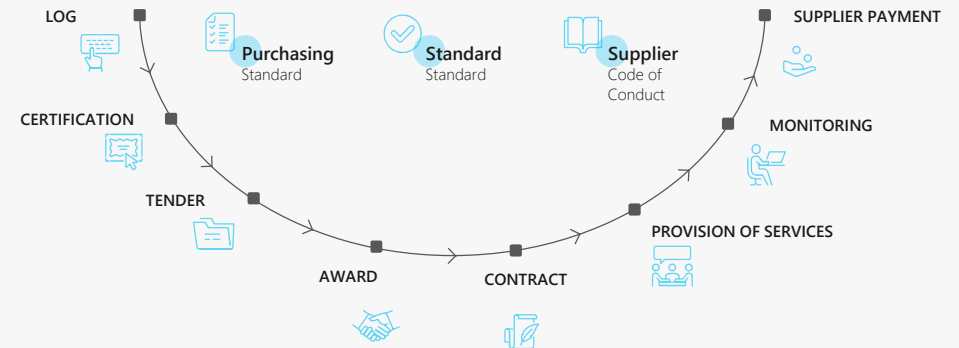 LOG
SUPPLIER PAYMENT
Purchasing
Standard
Standard
Standard
Supplier
Code of
Conduct
CERTIFICATION
MONITORING
TENDER
PROVISION OF SERVICES
AWARD
CONTRACT